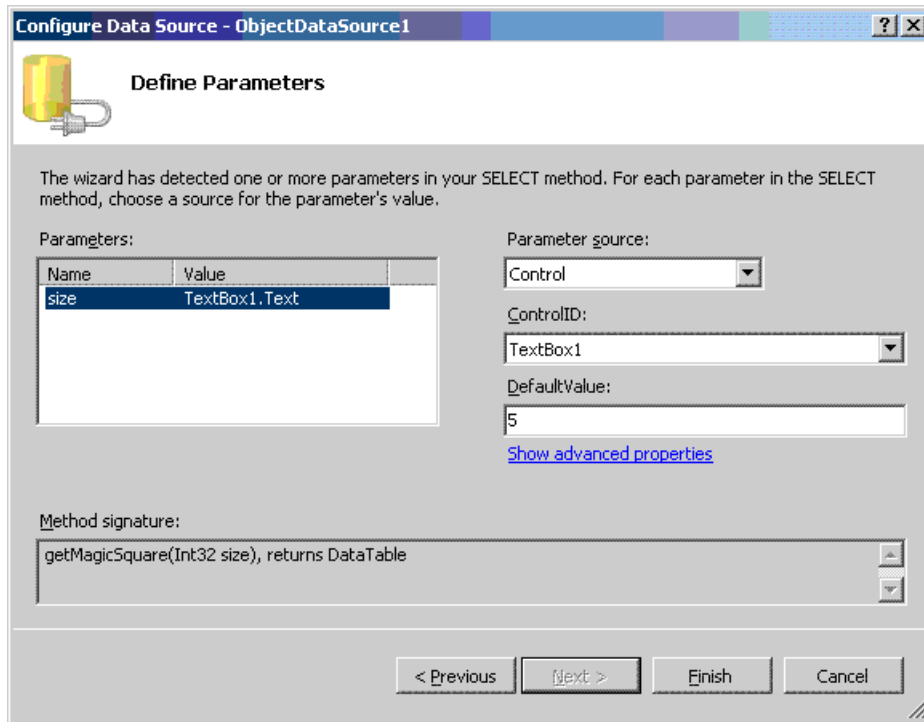 Configure Data Source - ObjectDataSource1
Define Parameters
The wizard has detected one or more parameters in your SELECT method. For each parameter in the SELECT
method, choose a source for the parameter's value.
Parameters:
Name Value
size TextBox1.Text
Parameter source:
Control
ControlID:
TextBox1
DefaultValue:
5
Show advanced properties
Method signature:
getMagicSquare(Int32 size), returns DataTable
< Previous Next > Finish Cancel